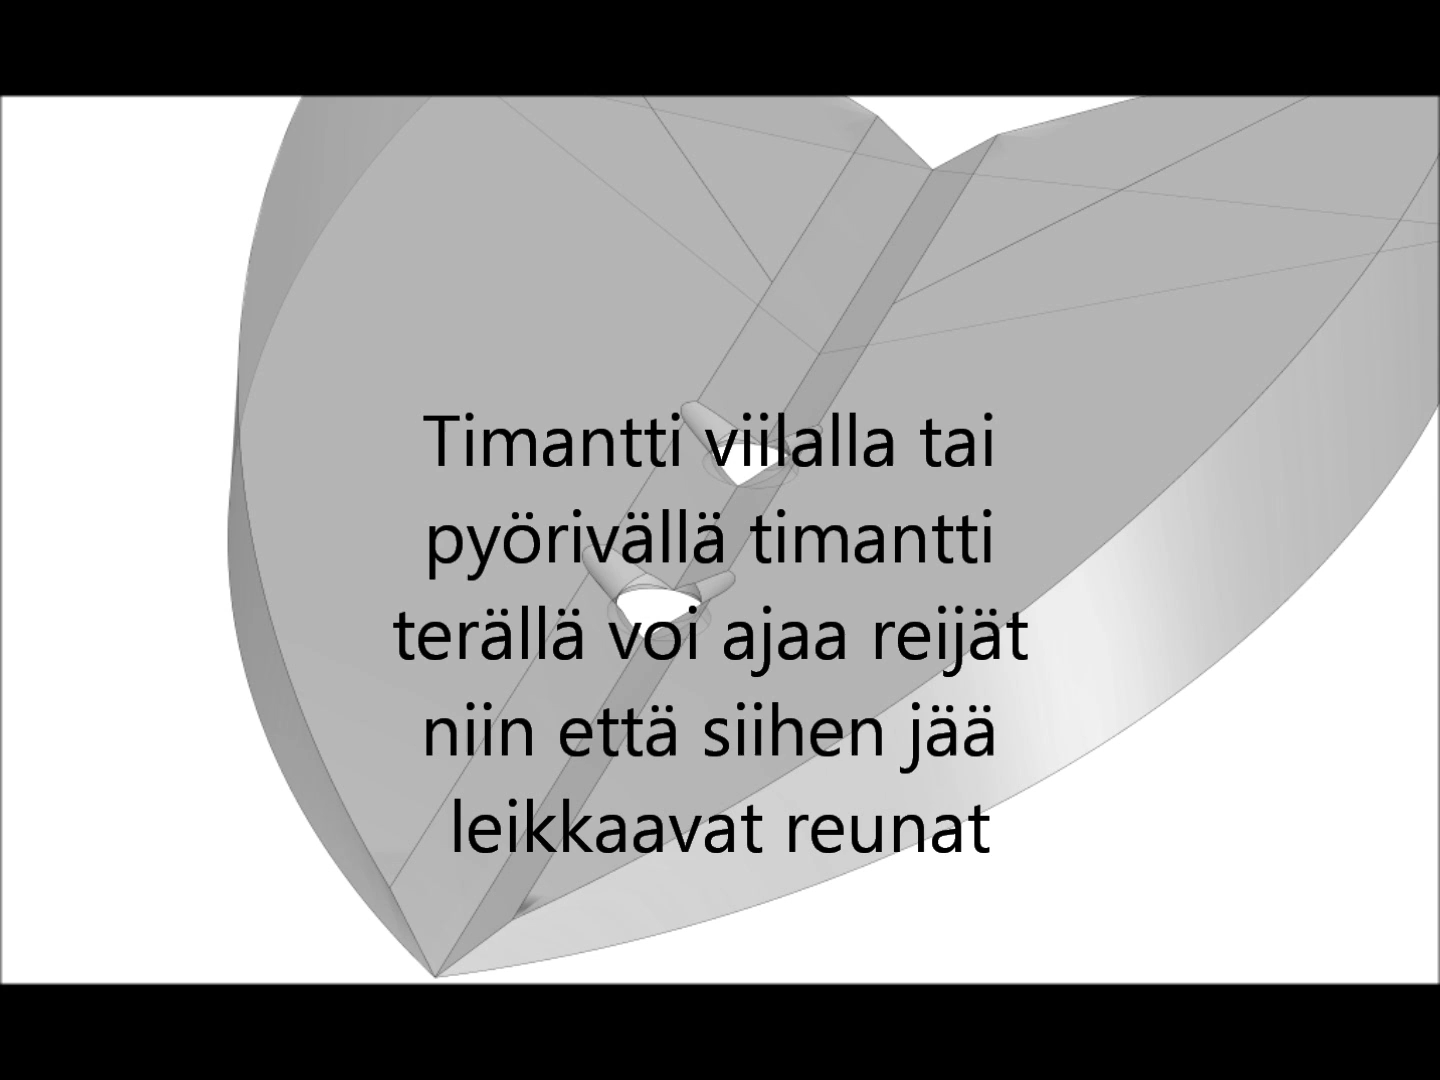 Timantti viilalla tai
pyörivällä timantti
terällä voi ajaa reijät
niin että siihen jää
leikkaavat reunat